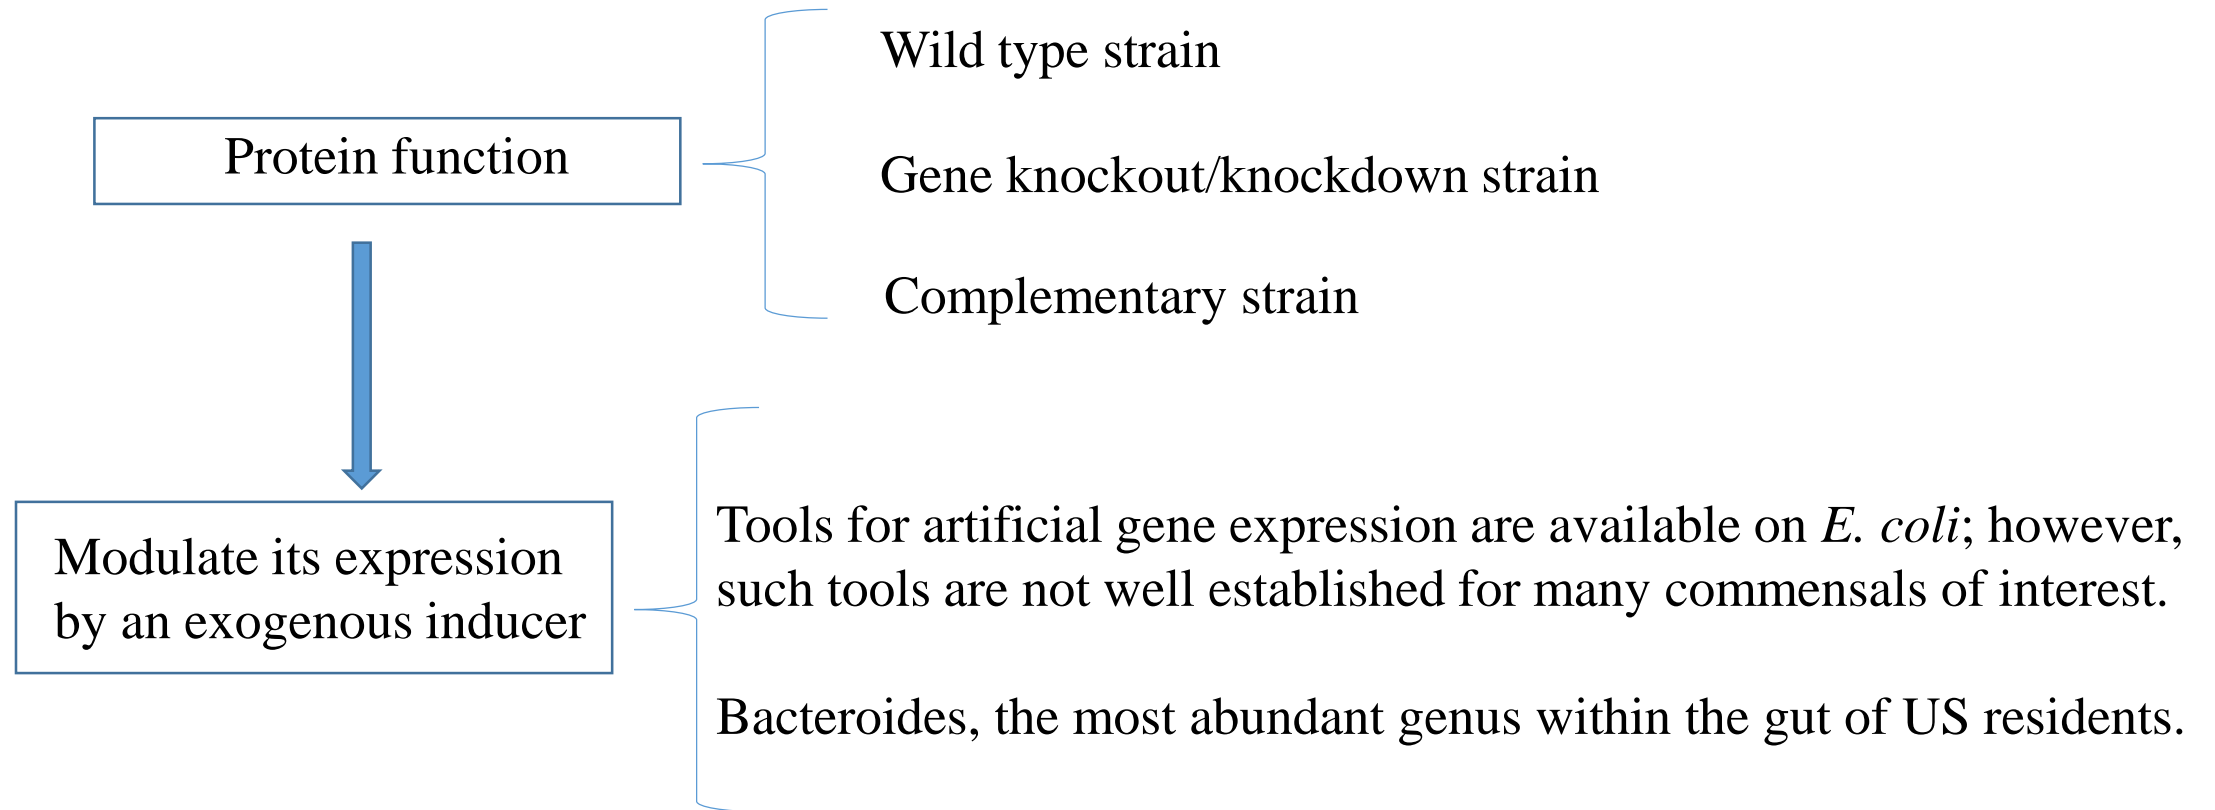 Wild type strain
Protein function
Gene knockout/knockdown strain
Complementary strain
Modulate its expression
by an exogenous inducer
Tools for artificial gene expression are available on E. coli; however,
such tools are not well established for many commensals of interest.
Bacteroides, the most abundant genus within the gut of US residents.